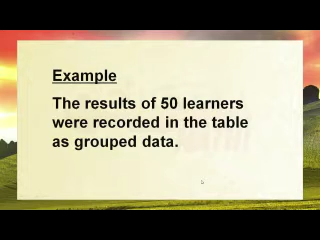 Example
The results of 50 learners
were recorded in the table
as grouped data.